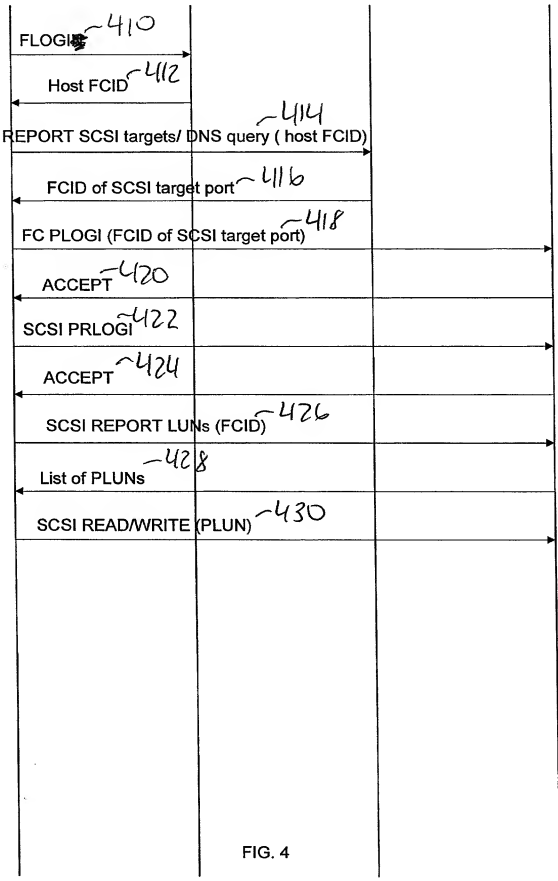 FLOGI 410
Host FCID 412
REPORT SCSI targets/ DNS query ( host FCID) 414
FCID of SCSI target port 416
FC PLOGI (FCID of SCSI target port) 418
ACCEPT 420
SCSI PRLOGI 422
ACCEPT 424
SCSI REPORT LUNs (FCID) 426
List of PLUNs 428
SCSI READ/WRITE (PLUN) 430
FIG. 4